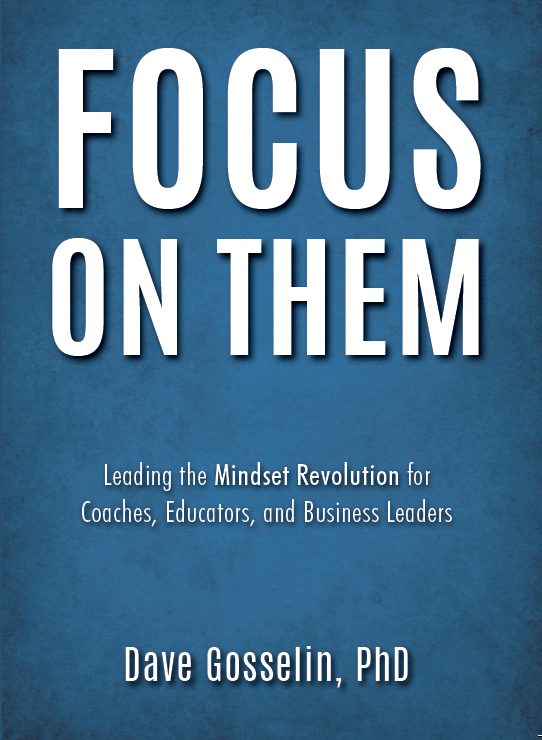 FOCUS
ON THEM
Leading the Mindset Revolution for
Coaches, Educators, and Business Leaders
Dave Gosselin, PhD